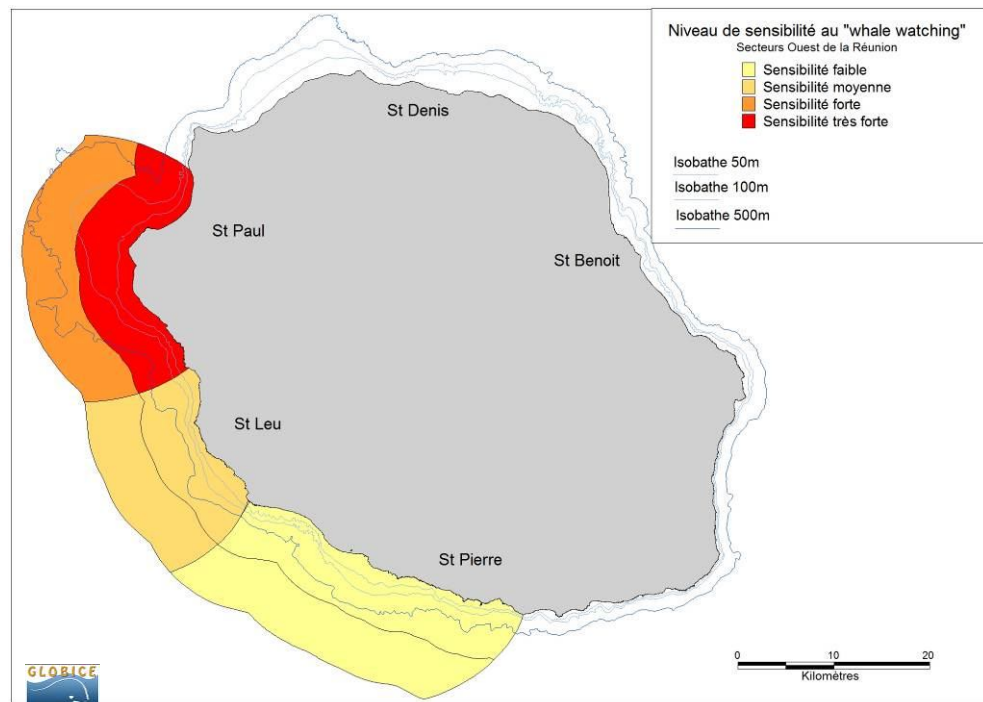 Niveau de sensibilité au "whale watching"
Secteurs Ouest de la Réunion
Sensibilité faible
Sensibilité moyenne
Sensibilité forte
Sensibilité très forte
Isobathe 50m
Isobathe 100m
Isobathe 500m
St Denis
St Paul
St Benoit
St Leu
St Pierre
0 10 20
Kilomètres
GLOBICE